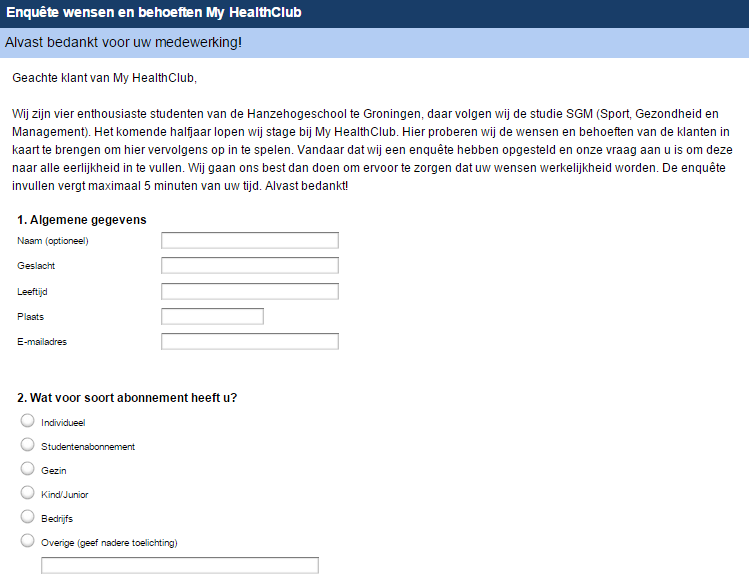 Enquête wensen en behoeften My HealthClub
Alvast bedankt voor uw medewerking!
Geachte klant van My HealthClub,
Wij zijn vier enthousiaste studenten van de Hanzehogeschool te Groningen, daar volgen wij de studie SGM (Sport, Gezondheid en
Management). Het komende halfjaar lopen wij stage bij My HealthClub. Hier proberen wij de wensen en behoeften van de klanten in
kaart te brengen om hier vervolgens op in te spelen. Vandaar dat wij een enquête hebben opgesteld en onze vraag aan u is om deze
naar alle eerlijkheid in te vullen. Wij gaan ons best dan doen om ervoor te zorgen dat uw wensen werkelijkheid worden. De enquête
invullen vergt maximaal 5 minuten van uw tijd. Alvast bedankt!
1. Algemene gegevens
Naam (optioneel)
Geslacht
Leeftijd
Plaats
E-mailadres
2. Wat voor soort abonnement heeft u?
Individueel
Studentenabonnement
Gezin
Kind/Junior
Bedrijfs
Overige (geef nadere toelichting)